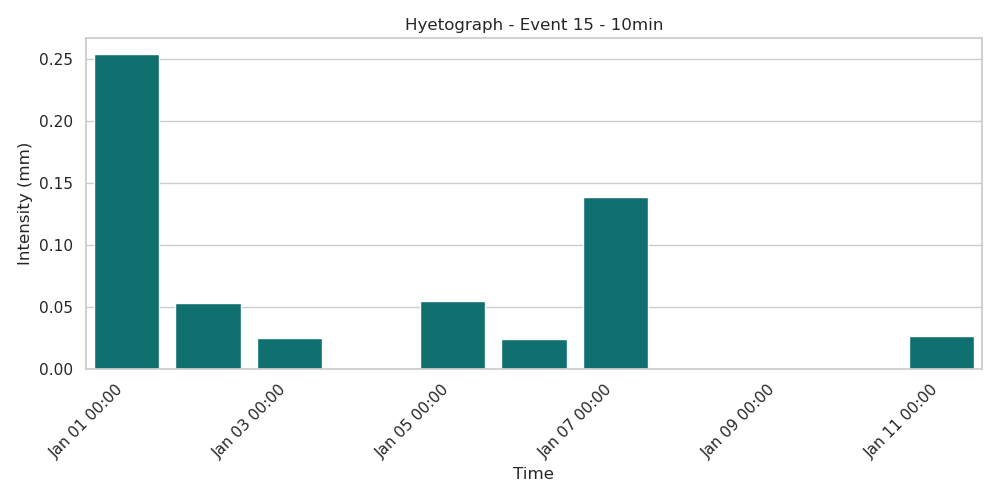 Hyetograph - Event 15 - 10min
Intensity (mm)
0.25
0.20
0.15
0.10
0.05
0.00
Jan 01 00:00
Jan 03 00:00
Jan 05 00:00
Jan 07 00:00
Jan 09 00:00
Jan 11 00:00
Time